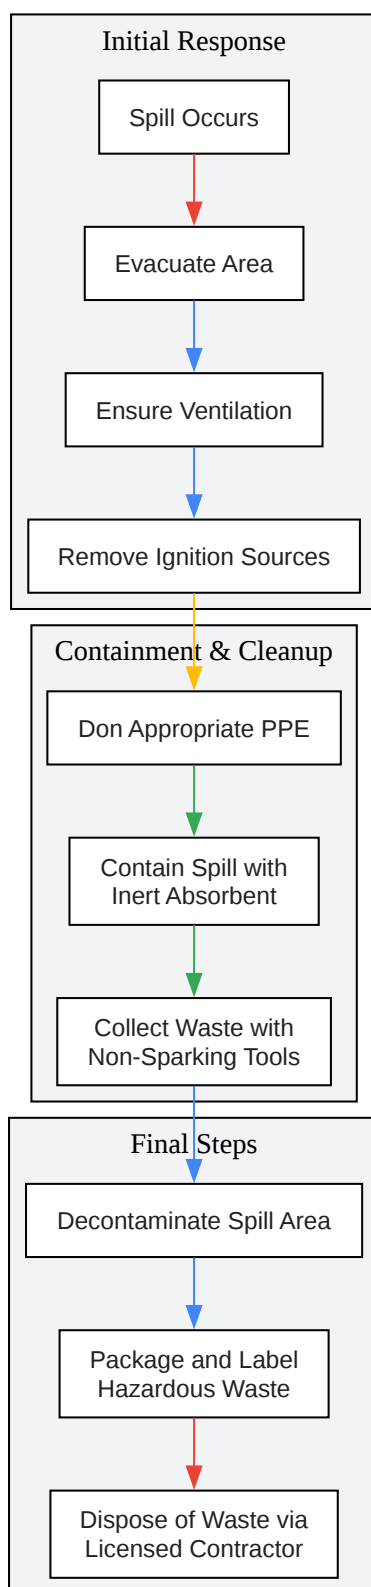 Initial Response
Spill Occurs
Evacuate Area
Ensure Ventilation
Remove Ignition Sources
Containment & Cleanup
Don Appropriate PPE
Contain Spill with
Inert Absorbent
Collect Waste with
Non-Sparking Tools
Final Steps
Decontaminate Spill Area
Package and Label
Hazardous Waste
Dispose of Waste via
Licensed Contractor